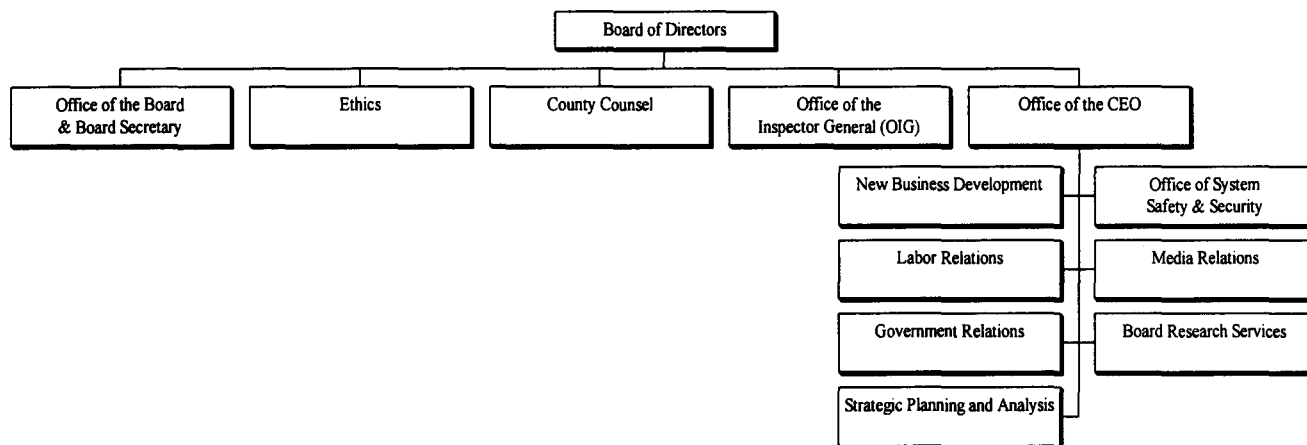 Board of Directors
Office of the Board
& Board Secretary
Ethics
County Counsel
Office of the
Inspector General (OIG)
Office of the CEO
New Business Development
Office of System
Safety & Security
Labor Relations
Media Relations
Government Relations
Board Research Services
Strategic Planning and Analysis